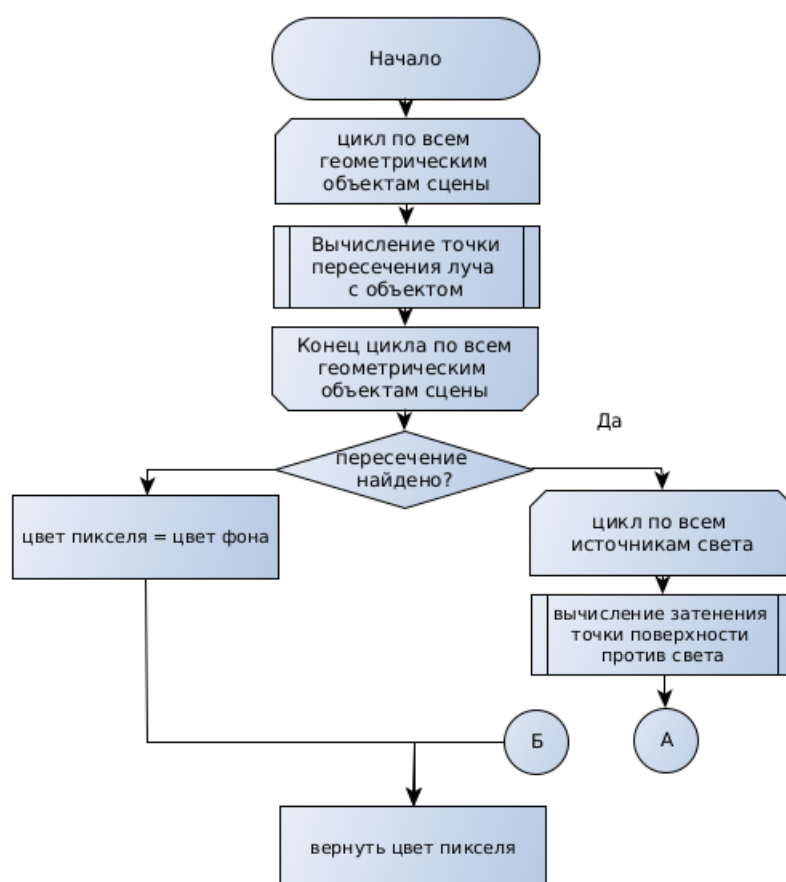 Начало
цикл по всем
геометрическим
объектам сцены
Вычисление точки
пересечения луча
с объектом
Конец цикла по всем
геометрическим
объектам сцены
пересечение
найдено?
Да
цвет пикселя = цвет фона
цикл по всем
источникам света
вычисление затенения
точки поверхности
против света
Б
А
вернуть цвет пикселя